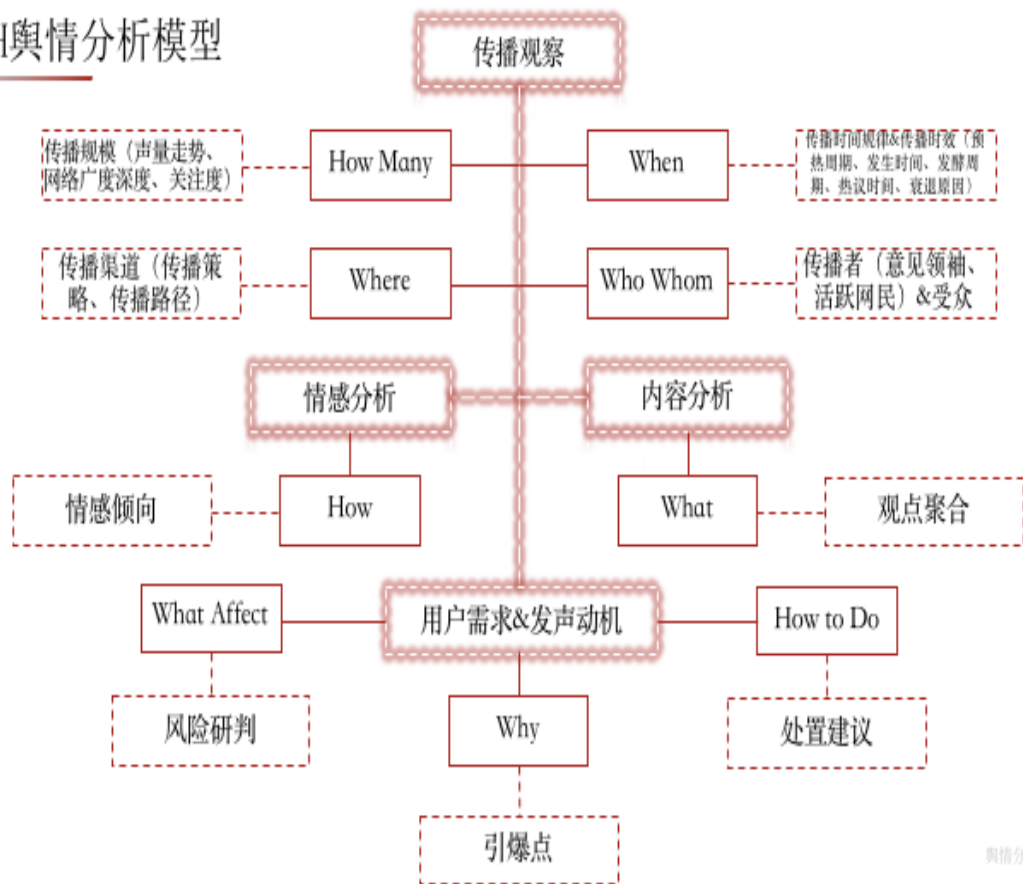 H舆情分析模型
传播观察
传播规模（声量走势、
网络广度深度、关注度）
How Many
When
传播时间规律&传播时效（预
热周期、发生时间、发酵周
期、热议时间、衰退原因）
传播渠道（传播策
略、传播路径）
Where
Who Whom
传播者（意见领袖、
活跃网民）&受众
情感分析
内容分析
情感倾向
How
What
观点聚合
What Affect
用户需求&发声动机
How to Do
风险研判
Why
处置建议
引爆点
舆情分